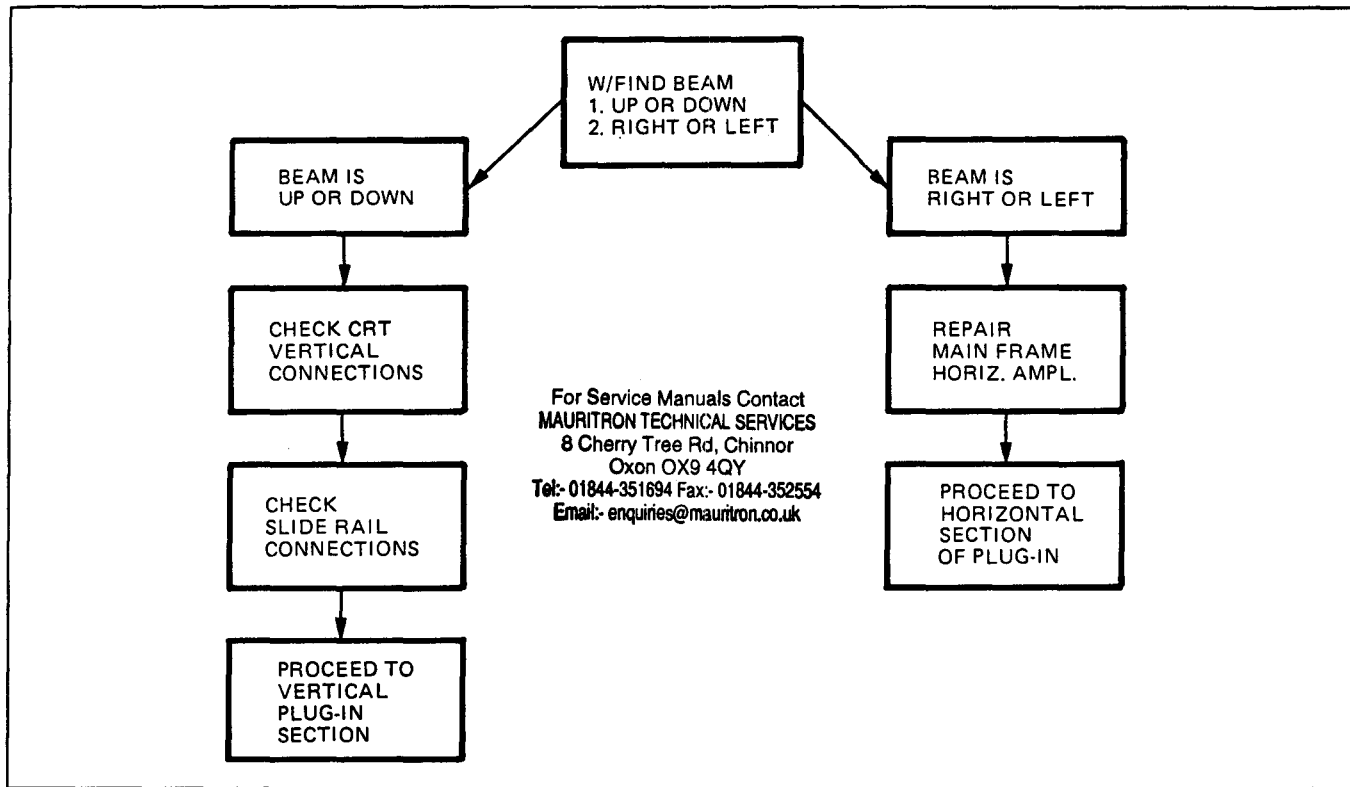 W/FIND BEAM
1. UP OR DOWN
2. RIGHT OR LEFT
BEAM IS
UP OR DOWN
CHECK CRT
VERTICAL
CONNECTIONS
CHECK
SLIDE RAIL
CONNECTIONS
PROCEED TO
VERTICAL
PLUG-IN
SECTION
BEAM IS
RIGHT OR LEFT
REPAIR
MAIN FRAME
HORIZ. AMPL.
PROCEED TO
HORIZONTAL
SECTION
OF PLUG-IN
For Service Manuals Contact
MAURITRON TECHNICAL SERVICES
8 Cherry Tree Rd, Chinnor
Oxon OX9 4QY
Tel:- 01844-351694 Fax:- 01844-352554
Email:- enquiries@mauritron.co.uk